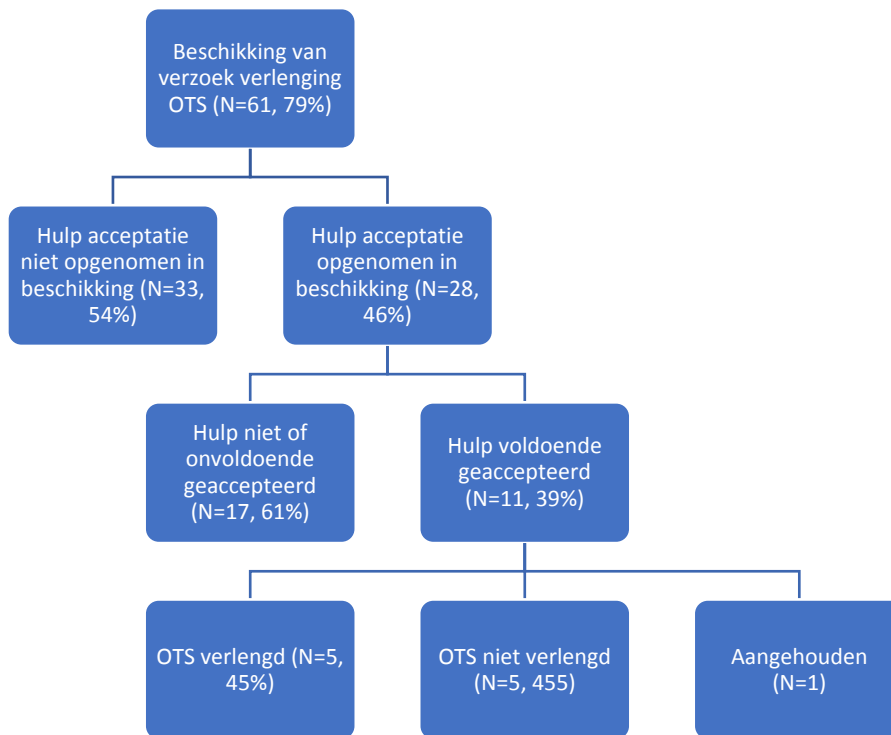 Beschikking van
verzoek verlenging
OTS (N=61, 79%)
Hulp acceptatie
niet opgenomen in
beschikking (N=33,
54%)
Hulp acceptatie
opgenomen in
beschikking (N=28,
46%)
Hulp niet of
onvoldoende
geaccepteerd
(N=17, 61%)
Hulp voldoende
geaccepteerd
(N=11, 39%)
OTS verlengd (N=5,
45%)
OTS niet verlengd
(N=5, 455)
Aangehouden
(N=1)